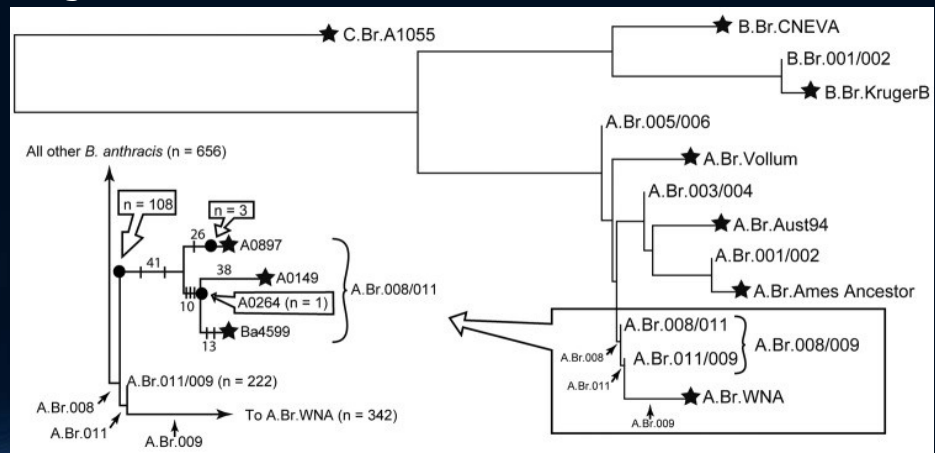 C.Br.A1055
B.Br.CNEVA
B.Br.001/002
B.Br.KrugerB
A.Br.005/006
A.Br.Vollum
A.Br.003/004
A.Br.Aust94
A.Br.001/002
A.Br.Ames Ancestor
A.Br.008/011
A.Br.011/009
A.Br.008/009
A.Br.008
A.Br.011
A.Br.WNA
A.Br.009
All other B. anthracis (n = 656)
n = 108
n = 3
26
A0897
41
38
A0149
10
A0264 (n = 1)
A.Br.008/011
Ba4599
13
A.Br.011/009 (n = 222)
A.Br.008
To A.Br.WNA (n = 342)
A.Br.011
A.Br.009